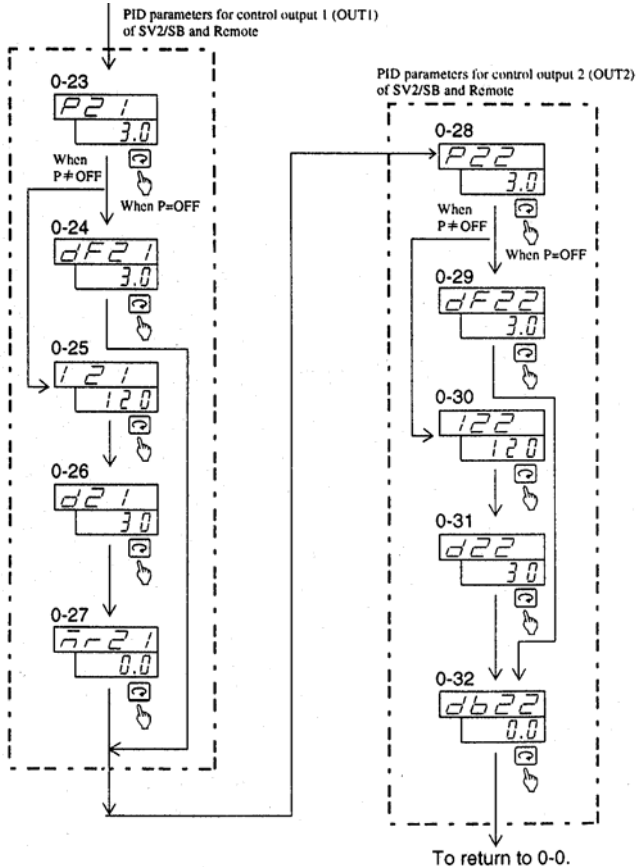 PID parameters for control output 1 (OUT1)
of SV2/SB and Remote
0-23
P21
3.0
When
P≠OFF
When P=OFF
0-24
dF21
3.0
0-25
I21
120
0-26
d21
30
0-27
n̄r21
0.0
PID parameters for control output 2 (OUT2)
of SV2/SB and Remote
0-28
P22
3.0
When
P≠OFF
When P=OFF
0-29
dF22
3.0
0-30
I22
120
0-31
d22
30
0-32
db22
0.0
To return to 0-0.